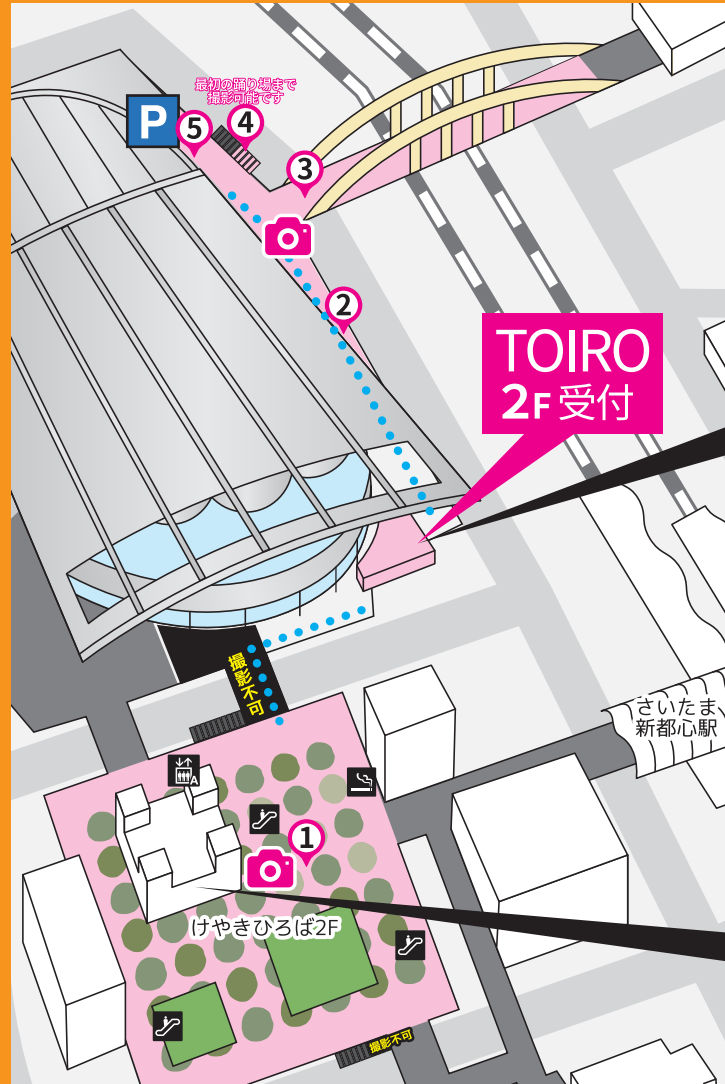 最初の踊り場まで
撮影可能です
P
5
4
3
2
TOIRO
2F 受付
撮影不可
さいたま
新都心駅
A
1
けやきひろば2F
撮影不可